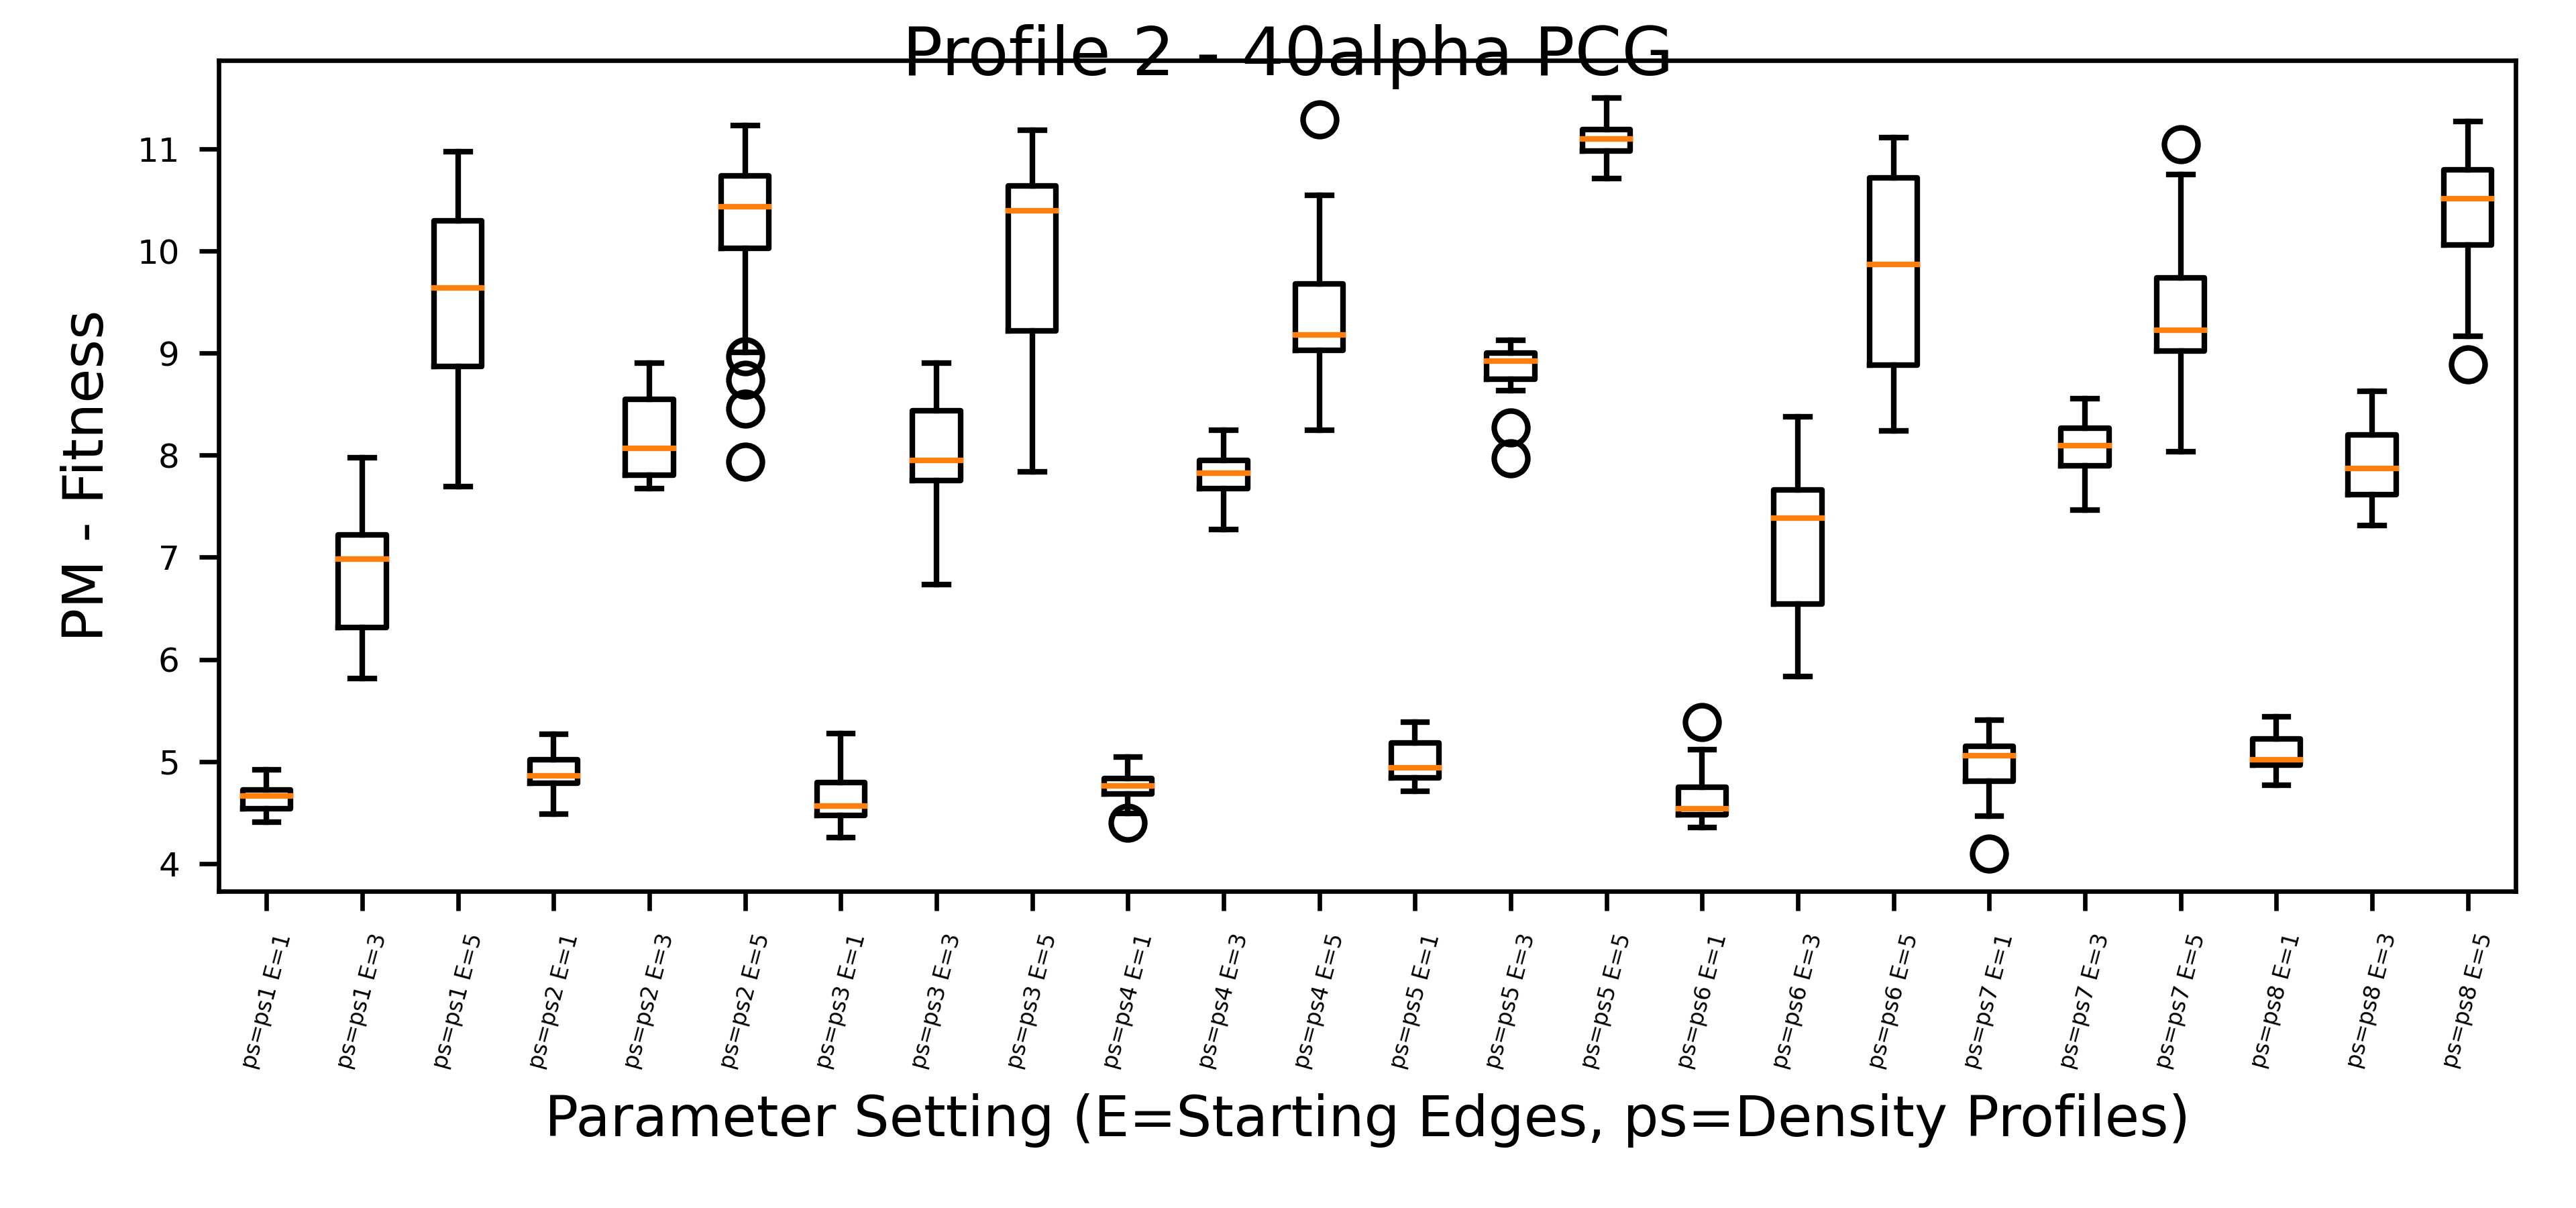 Profile 2 - 40alpha PCG
PM - Fitness
11
10
9
8
7
6
5
4
ps=ps1 E=1
ps=ps1 E=3
ps=ps1 E=5
ps=ps2 E=1
ps=ps2 E=3
ps=ps2 E=5
ps=ps3 E=1
ps=ps3 E=3
ps=ps3 E=5
ps=ps4 E=1
ps=ps4 E=3
ps=ps4 E=5
ps=ps5 E=1
ps=ps5 E=3
ps=ps5 E=5
ps=ps6 E=1
ps=ps6 E=3
ps=ps6 E=5
ps=ps7 E=1
ps=ps7 E=3
ps=ps7 E=5
ps=ps8 E=1
ps=ps8 E=3
ps=ps8 E=5
Parameter Setting (E=Starting Edges, ps=Density Profiles)